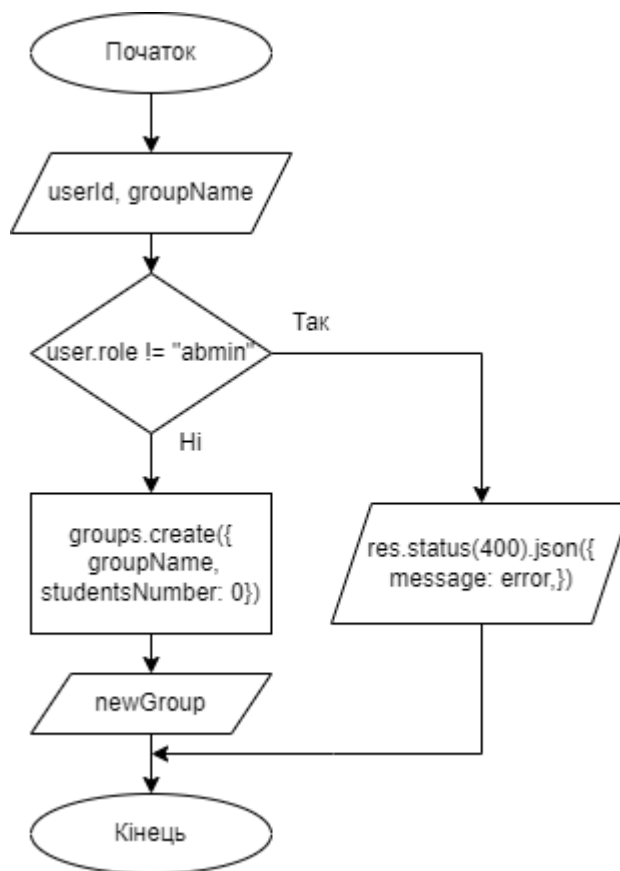 Початок
userId, groupName
user.role != "abmin"
Так
Ні
groups.create({
groupName,
studentsNumber: 0})
res.status(400).json({
message: error,})
newGroup
Кінець